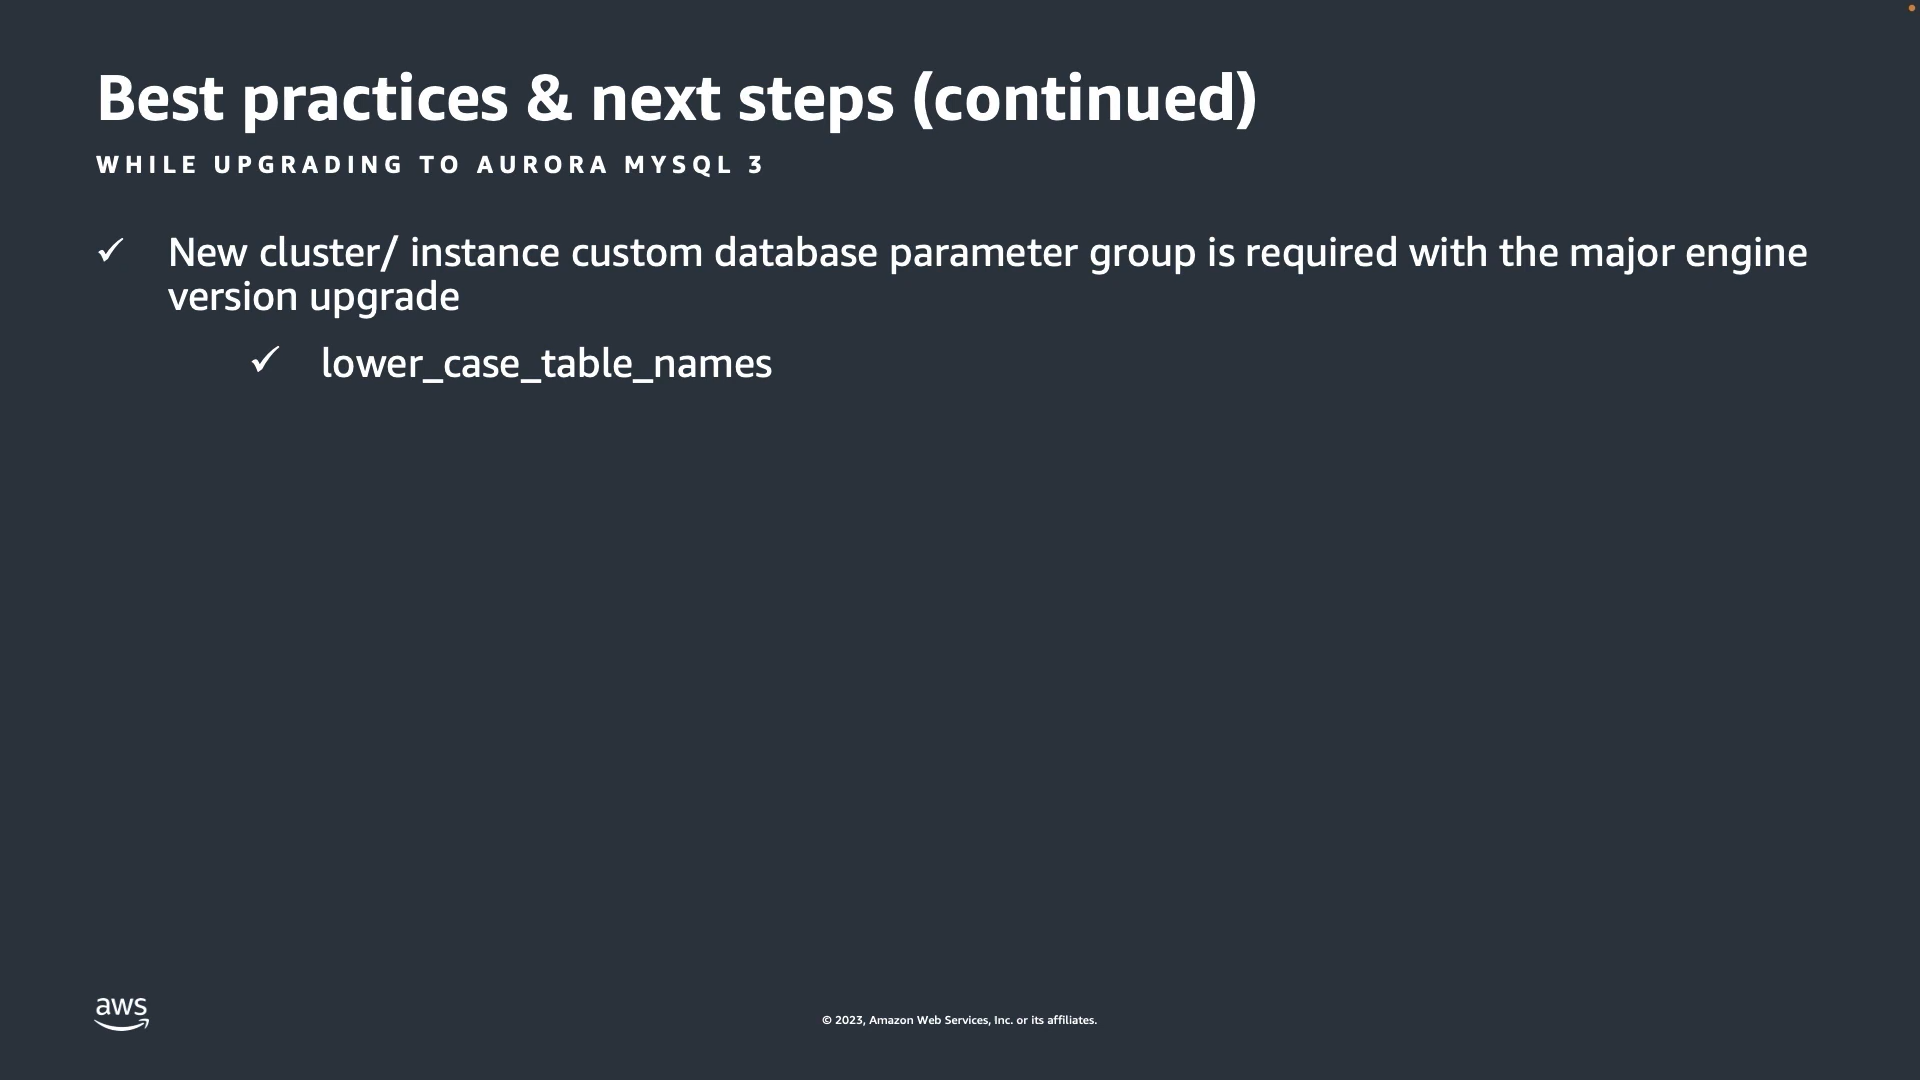 Best practices & next steps (continued)
WHILE UPGRADING TO AURORA MYSQL 3
✓ New cluster/ instance custom database parameter group is required with the major engine
version upgrade
✓ lower_case_table_names
aws
© 2023, Amazon Web Services, Inc. or its affiliates.